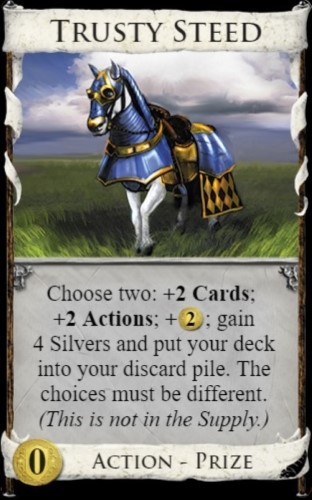 TRUSTY STEED
Choose two: +2 Cards;
+2 Actions; +2; gain
4 Silvers and put your deck
into your discard pile. The
choices must be different.
(This is not in the Supply.)
0 ACTION - PRIZE